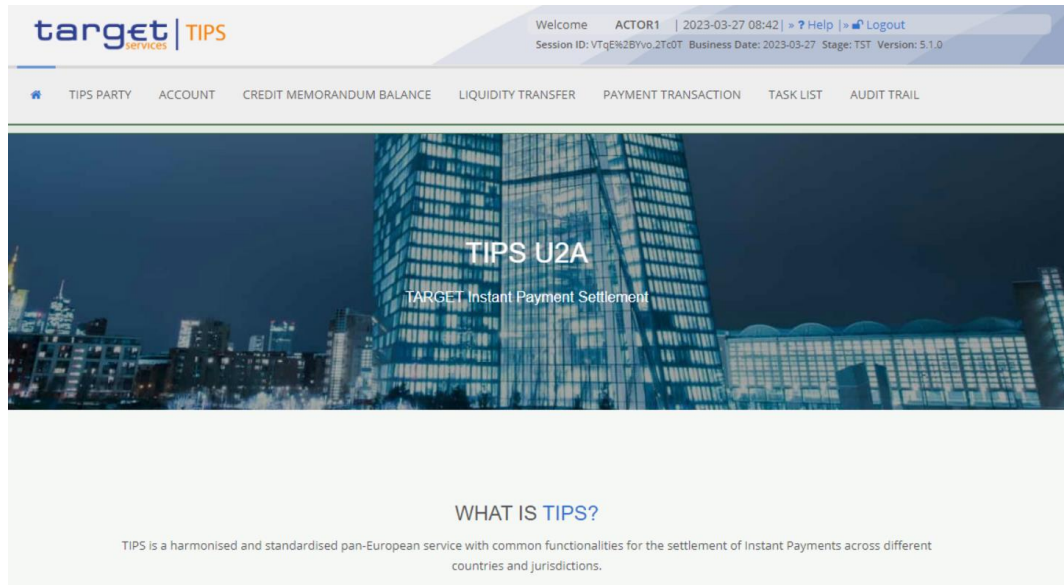 target services | TIPS
Welcome ACTOR1 | 2023-03-27 08:42| » ? Help |» Logout
Session ID: VTqE%2BYvo.2Tc0T Business Date: 2023-03-27 Stage: TST Version: 5.1.0
TIPS PARTY ACCOUNT CREDIT MEMORANDUM BALANCE LIQUIDITY TRANSFER PAYMENT TRANSACTION TASK LIST AUDIT TRAIL
TIPS U2A
TARGET Instant Payment Settlement
WHAT IS TIPS?
TIPS is a harmonised and standardised pan-European service with common functionalities for the settlement of Instant Payments across different
countries and jurisdictions.